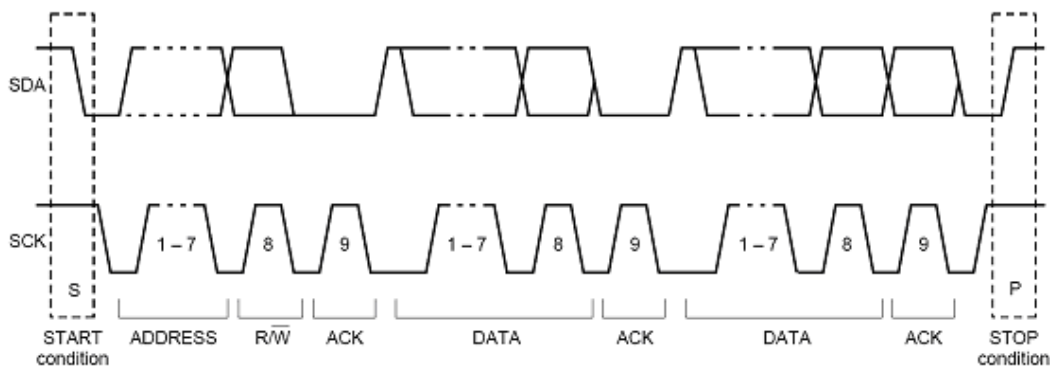 SDA
SCK
1 – 7 8 9 1 – 7 8 9 1 – 7 8 9
S P
START condition ADDRESS R/W̅ ACK DATA ACK DATA ACK STOP condition